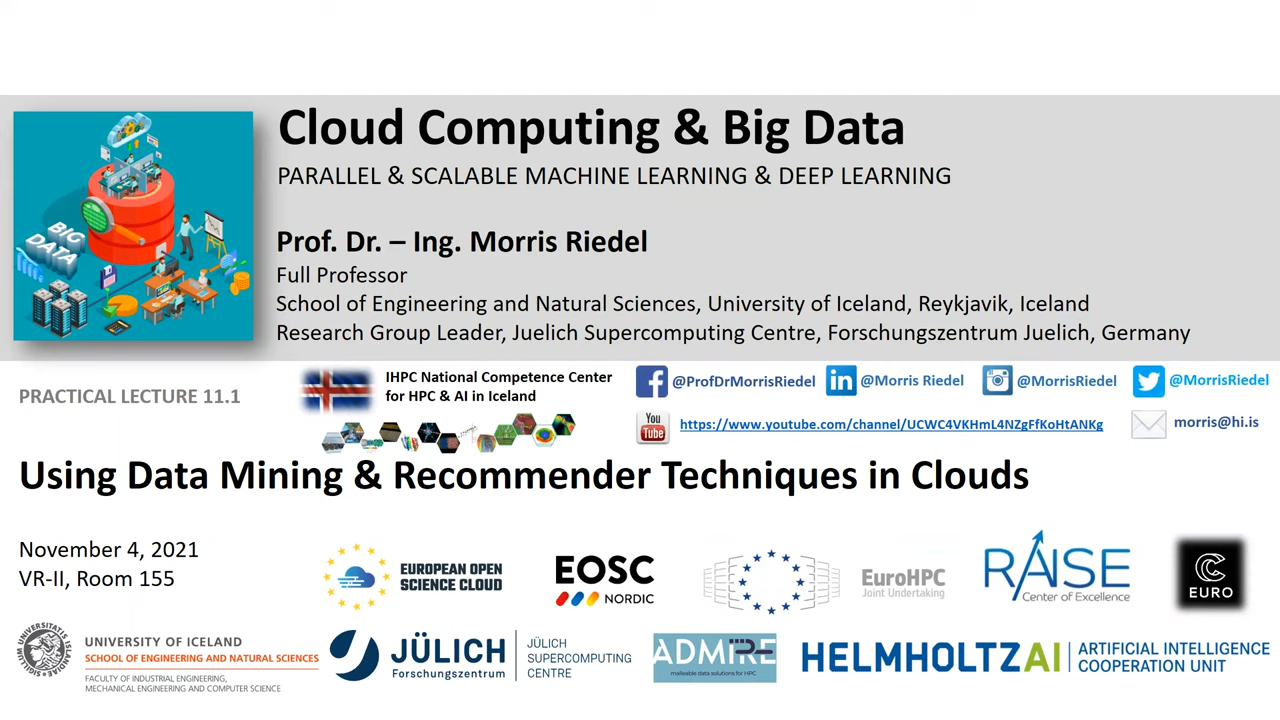 Cloud Computing & Big Data
PARALLEL & SCALABLE MACHINE LEARNING & DEEP LEARNING
BIG
DATA
Prof. Dr. – Ing. Morris Riedel
Full Professor
School of Engineering and Natural Sciences, University of Iceland, Reykjavik, Iceland
Research Group Leader, Juelich Supercomputing Centre, Forschungszentrum Juelich, Germany
PRACTICAL LECTURE 11.1
IHPC National Competence Center
for HPC & AI in Iceland
@ProfDrMorrisRiedel
@Morris Riedel
@MorrisRiedel
@MorrisRiedel
You
Tube
https://www.youtube.com/channel/UCWC4VKHmL4NZgFfKoHtANKg
morris@hi.is
Using Data Mining & Recommender Techniques in Clouds
November 4, 2021
VR-II, Room 155
EUROPEAN OPEN
SCIENCE CLOUD
EOSC
NORDIC
EuroHPC
Joint Undertaking
RAISE
Center of Excellence
EURO
UNIVERSITY OF ICELAND
SCHOOL OF ENGINEERING AND NATURAL SCIENCES
FACULTY OF INDUSTRIAL ENGINEERING,
MECHANICAL ENGINEERING AND COMPUTER SCIENCE
JÜLICH
Forschungszentrum
JÜLICH
SUPERCOMPUTING
CENTRE
ADMIRE
malleable data solutions for HPC
HELMHOLTZAI
ARTIFICIAL INTELLIGENCE
COOPERATION UNIT